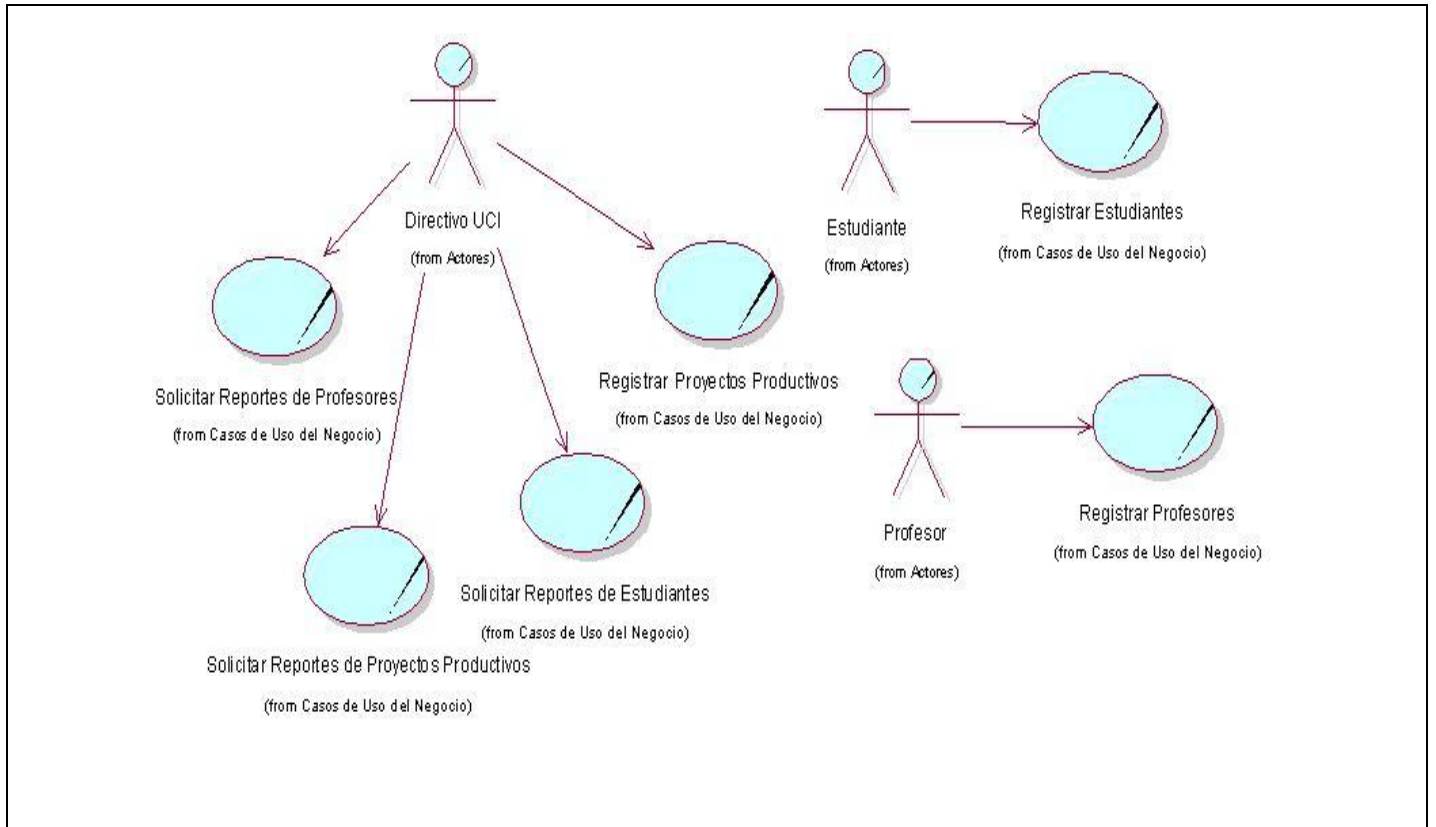 Directivo UCI
(from Actores)
Estudiante
(from Actores)
Registrar Estudiantes
(from Casos de Uso del Negocio)
Solicitar Reportes de Profesores
(from Casos de Uso del Negocio)
Registrar Proyectos Productivos
(from Casos de Uso del Negocio)
Profesor
(from Actores)
Registrar Profesores
(from Casos de Uso del Negocio)
Solicitar Reportes de Estudiantes
(from Casos de Uso del Negocio)
Solicitar Reportes de Proyectos Productivos
(from Casos de Uso del Negocio)